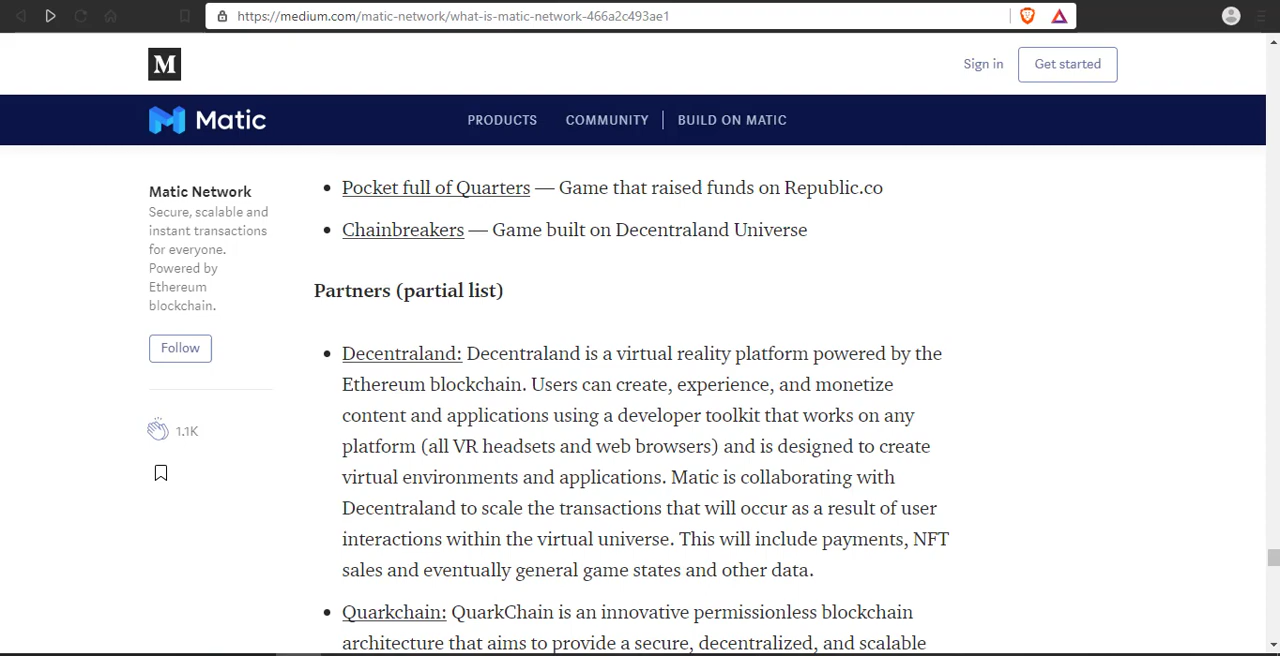 https://medium.com/matic-network/what-is-matic-network-466a2c493ae1
M
Sign in
Get started
Matic
PRODUCTS
COMMUNITY
BUILD ON MATIC
Matic Network
Secure, scalable and
instant transactions
for everyone.
Powered by
Ethereum
blockchain.
Follow
1.1K
Pocket full of Quarters — Game that raised funds on Republic.co
Chainbreakers — Game built on Decentraland Universe
Partners (partial list)
Decentraland: Decentraland is a virtual reality platform powered by the
Ethereum blockchain. Users can create, experience, and monetize
content and applications using a developer toolkit that works on any
platform (all VR headsets and web browsers) and is designed to create
virtual environments and applications. Matic is collaborating with
Decentraland to scale the transactions that will occur as a result of user
interactions within the virtual universe. This will include payments, NFT
sales and eventually general game states and other data.
Quarkchain: QuarkChain is an innovative permissionless blockchain
architecture that aims to provide a secure, decentralized, and scalable